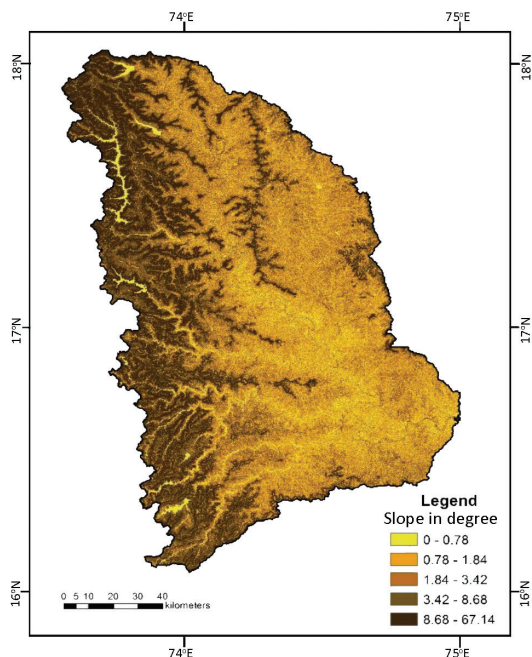 74°E 75°E
18°N 18°N
17°N 17°N
Legend
Slope in degree
0 - 0.78
0.78 - 1.84
1.84 - 3.42
3.42 - 8.68
8.68 - 67.14
16°N 16°N
0 5 10 20 30 40
kilometers
74°E 75°E